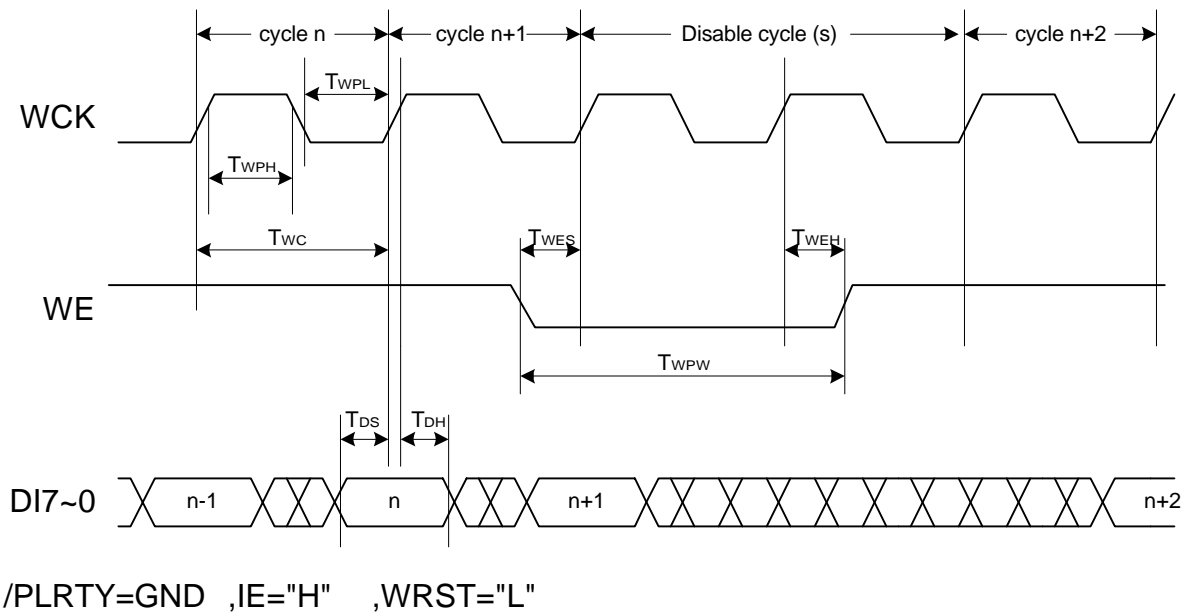 cycle n cycle n+1 Disable cycle (s) cycle n+2
TWPL
WCK
TWPH
TWC TWES TWEH
WE
TWPW
TDS TDH
DI7~0 n-1 n n+1 n+2
/PLRTY=GND ,IE="H" ,WRST="L"